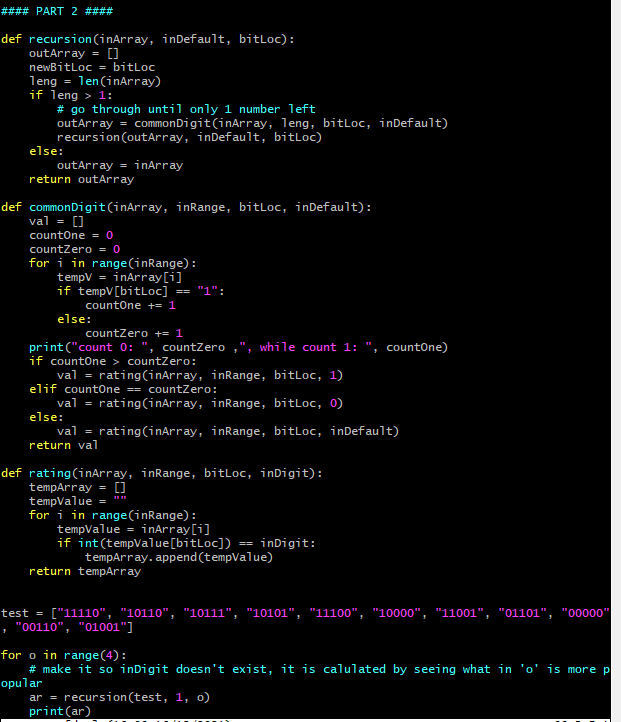 #### PART 2 ####
def recursion(inArray, inDefault, bitLoc):
    outArray = []
    newBitLoc = bitLoc
    leng = len(inArray)
    if leng > 1:
        # go through until only 1 number left
        outArray = commonDigit(inArray, leng, bitLoc, inDefault)
        recursion(outArray, inDefault, bitLoc)
    else:
        outArray = inArray
    return outArray
def commonDigit(inArray, inRange, bitLoc, inDefault):
    val = []
    countOne = 0
    countZero = 0
    for i in range(inRange):
        tempV = inArray[i]
        if tempV[bitLoc] == "1":
            countOne += 1
        else:
            countZero += 1
    print("count 0: ", countZero ,", while count 1: ", countOne)
    if countOne > countZero:
        val = rating(inArray, inRange, bitLoc, 1)
    elif countOne == countZero:
        val = rating(inArray, inRange, bitLoc, 0)
    else:
        val = rating(inArray, inRange, bitLoc, inDefault)
    return val
def rating(inArray, inRange, bitLoc, inDigit):
    tempArray = []
    tempValue = ""
    for i in range(inRange):
        tempValue = inArray[i]
        if int(tempValue[bitLoc]) == inDigit:
            tempArray.append(tempValue)
    return tempArray
test = ["11110", "10110", "10111", "10101", "11100", "10000", "11001", "01101", "00000"
, "00110", "01001"]
for o in range(4):
    # make it so inDigit doesn't exist, it is calulated by seeing what in 'o' is more p
opular
    ar = recursion(test, 1, o)
    print(ar)